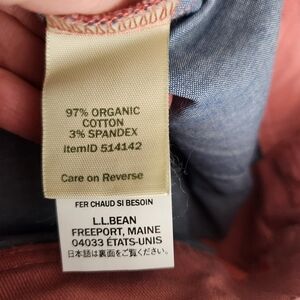 97% ORGANIC
COTTON
3% SPANDEX
ItemID 514142
Care on Reverse
FER CHAUD SI BESOIN
L.L.BEAN
FREEPORT, MAINE
04033 ÉTATS-UNIS
日本語は裏面をご覧ください。